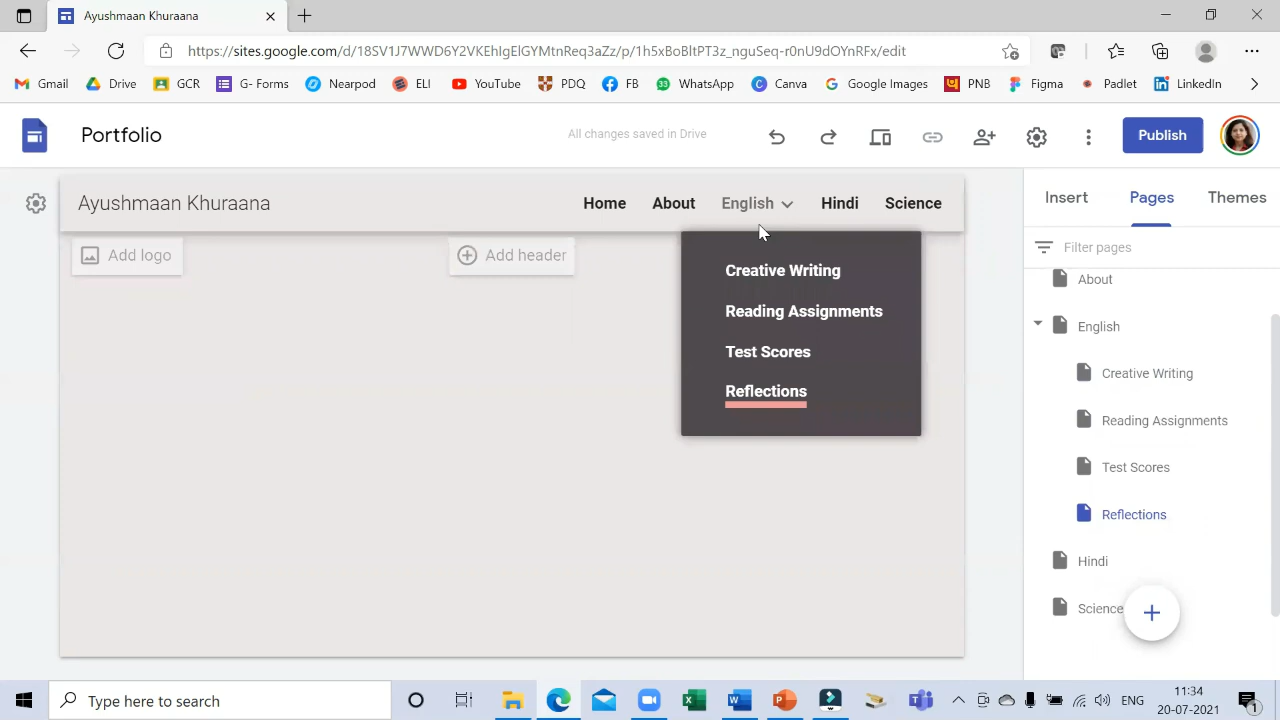 Ayushmaan Khuraana
https://sites.google.com/d/18SV1J7WWD6Y2VKEhIgElGYMtnReq3aZz/p/1h5xBoBltPT3z_nguSeq-r0nU9dOYnRFx/edit
Gmail Drive GCR G- Forms Nearpod ELI YouTube PDQ FB WhatsApp Canva Google Images PNB Figma Padlet LinkedIn
Portfolio
All changes saved in Drive
Publish
Ayushmaan Khuraana
Home About English Hindi Science
Add logo
Add header
Creative Writing
Reading Assignments
Test Scores
Reflections
Insert Pages Themes
Filter pages
About
English
Creative Writing
Reading Assignments
Test Scores
Reflections
Hindi
Science
Type here to search
ENG
11:34
20-07-2021